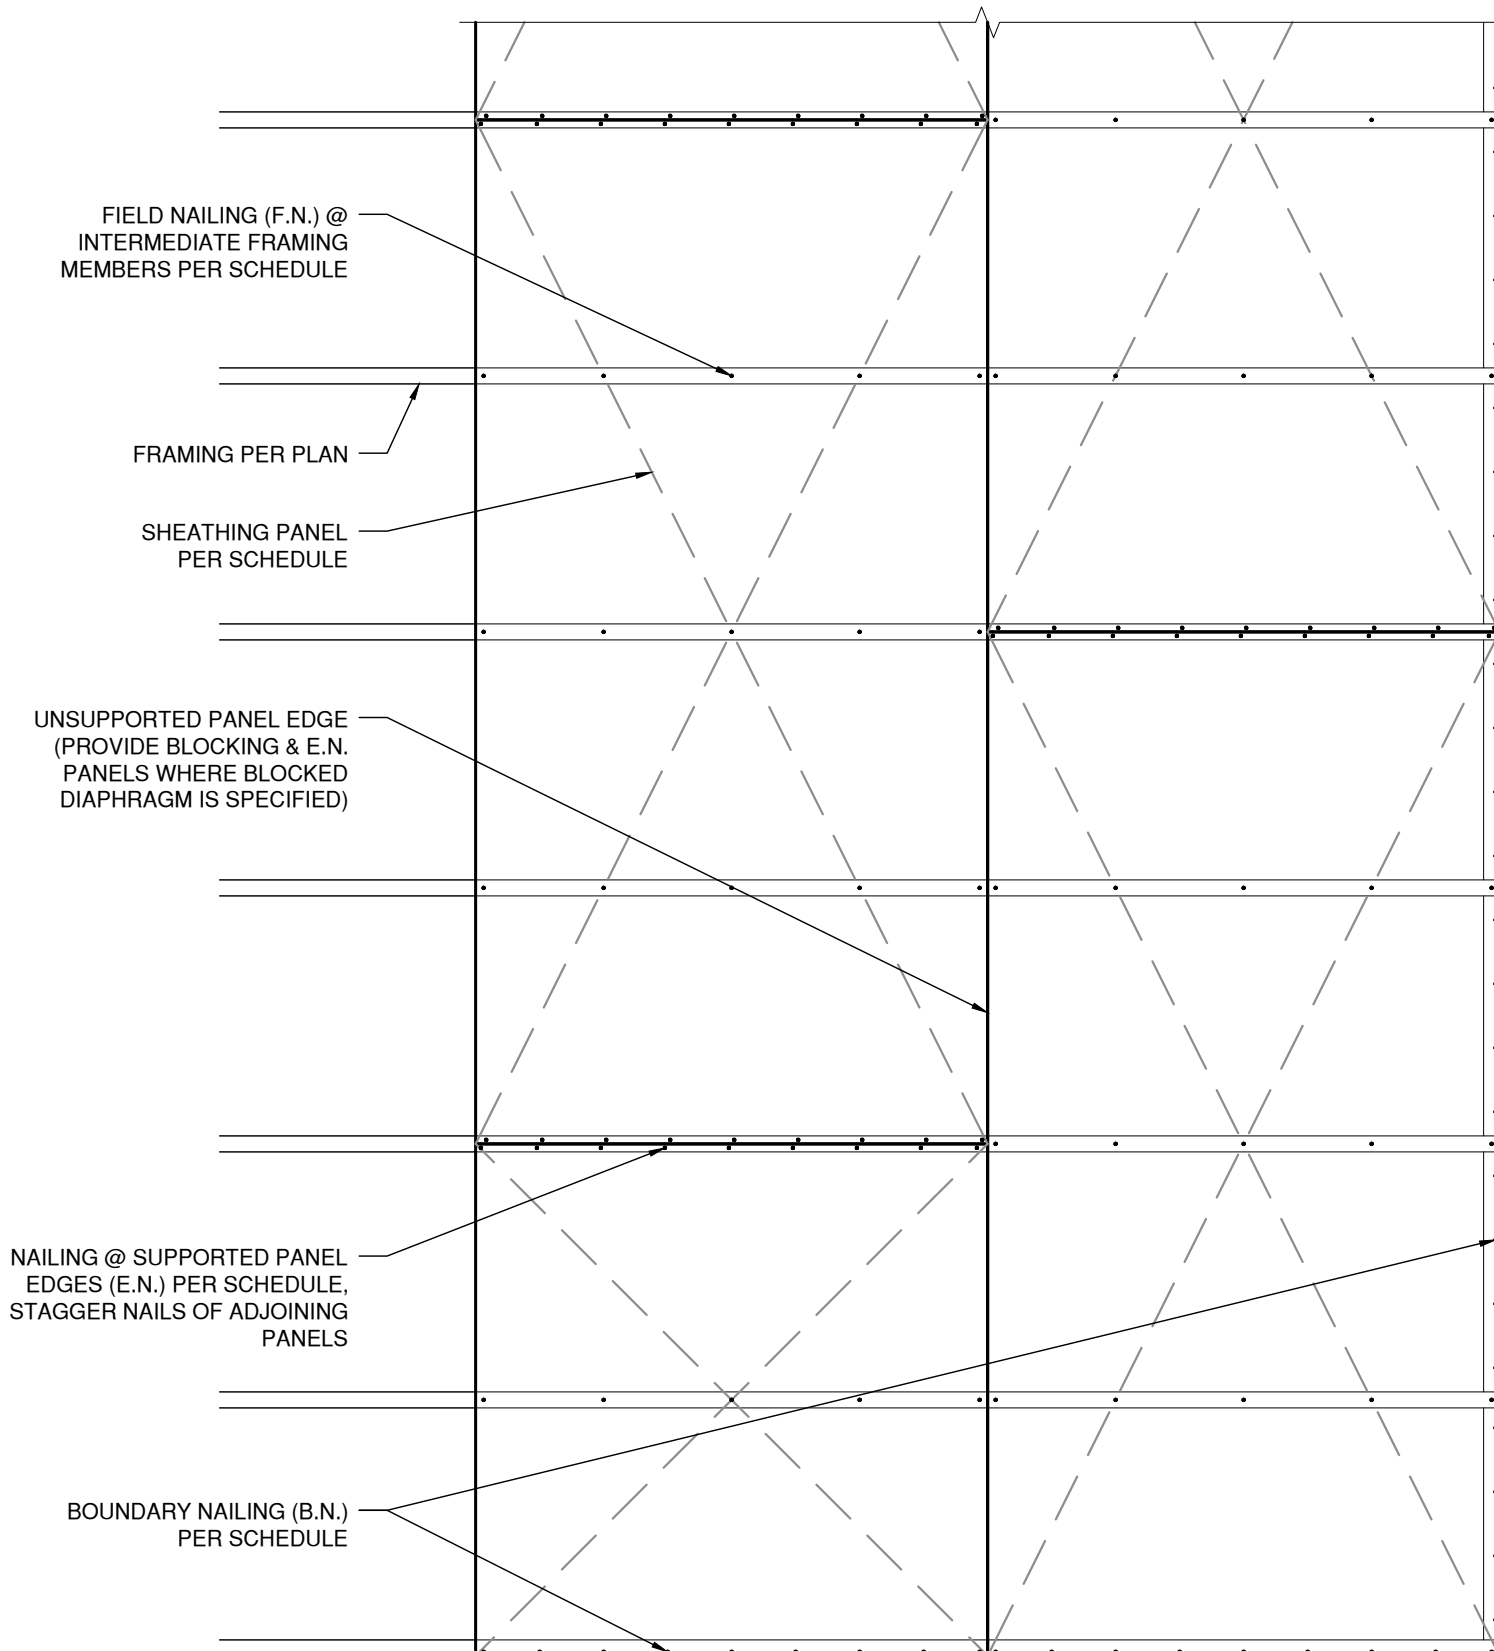 FIELD NAILING (F.N.) @
INTERMEDIATE FRAMING
MEMBERS PER SCHEDULE
FRAMING PER PLAN
SHEATHING PANEL
PER SCHEDULE
UNSUPPORTED PANEL EDGE
(PROVIDE BLOCKING & E.N.
PANELS WHERE BLOCKED
DIAPHRAGM IS SPECIFIED)
NAILING @ SUPPORTED PANEL
EDGES (E.N.) PER SCHEDULE,
STAGGER NAILS OF ADJOINING
PANELS
BOUNDARY NAILING (B.N.)
PER SCHEDULE